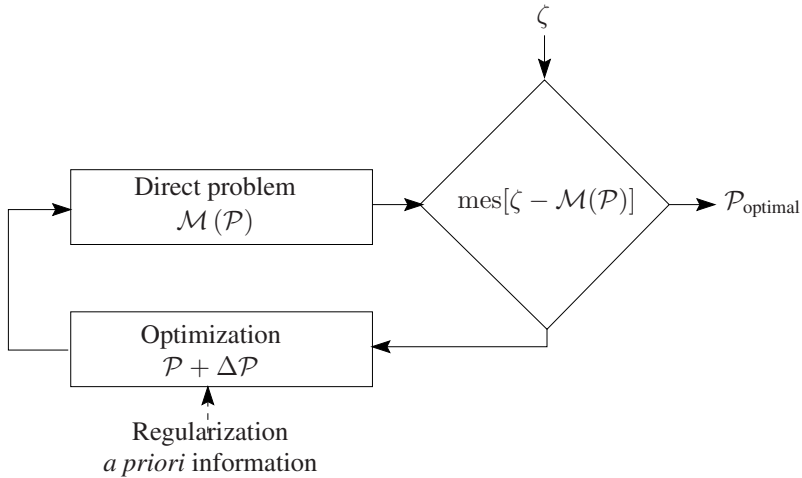 ζ
Direct problem
ℳ(𝒫)
mes[ζ − ℳ(𝒫)]
𝒫optimal
Optimization
𝒫 + Δ𝒫
Regularization
a priori information